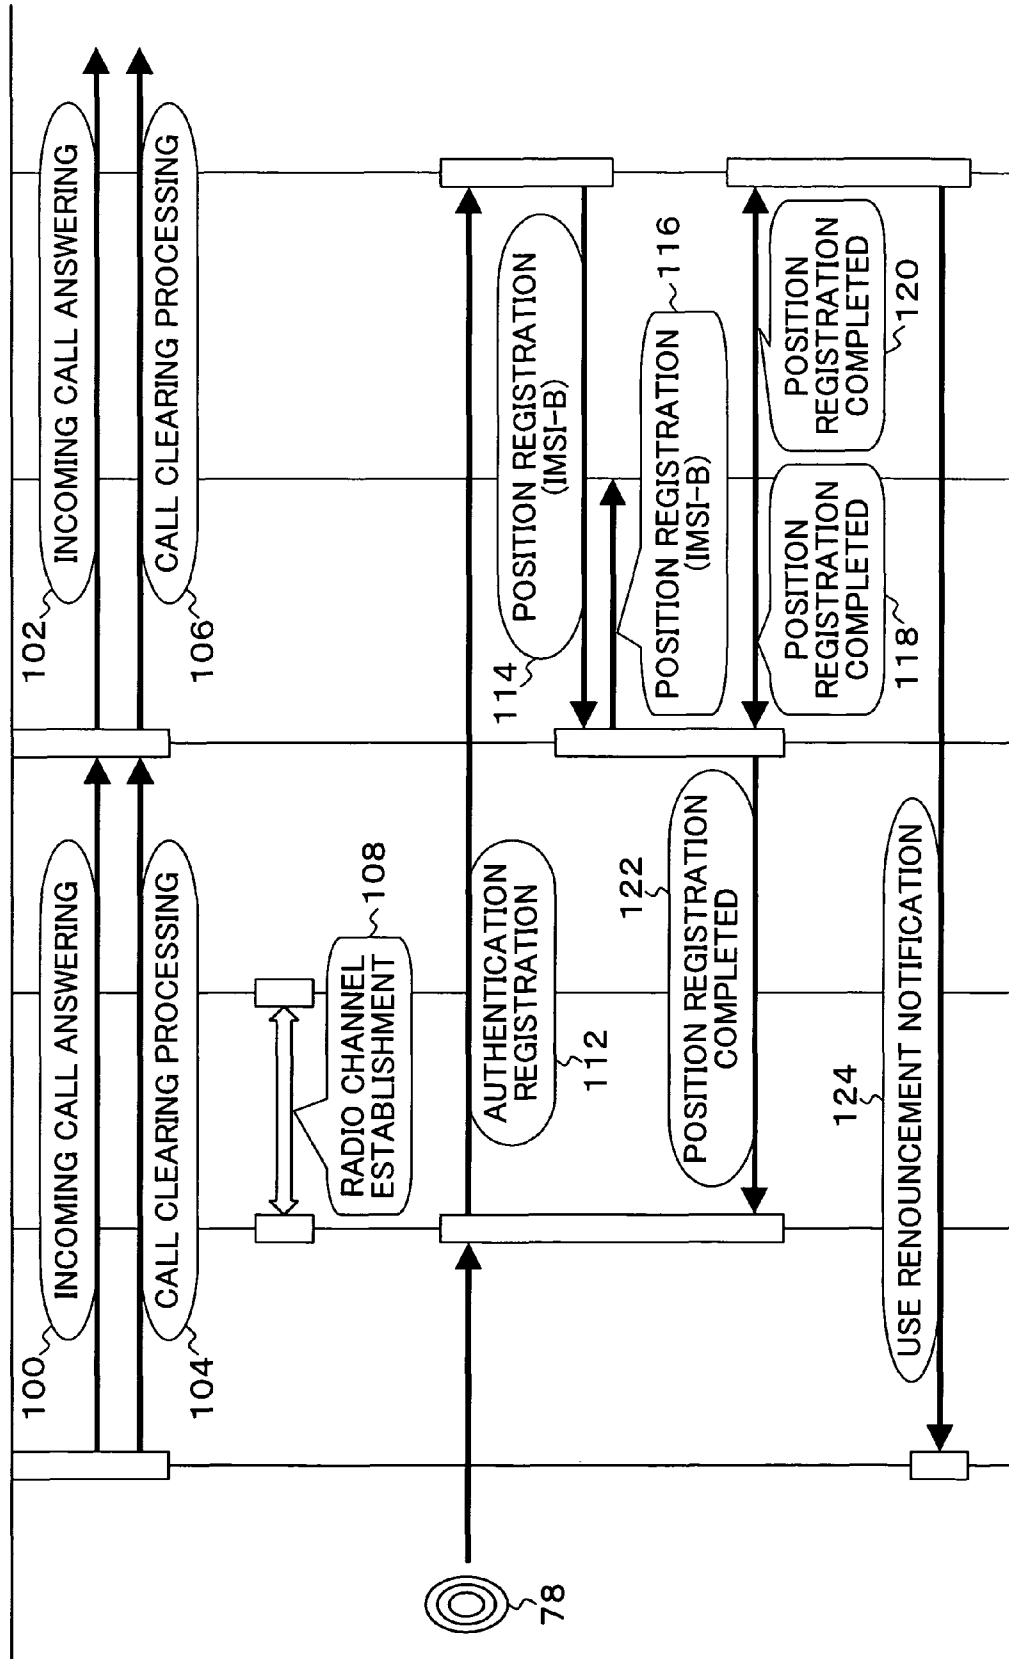 100
INCOMING CALL ANSWERING
102
INCOMING CALL ANSWERING
104
CALL CLEARING PROCESSING
106
CALL CLEARING PROCESSING
RADIO CHANNEL
ESTABLISHMENT
108
78
AUTHENTICATION
REGISTRATION
112
114
POSITION REGISTRATION
(IMSI-B)
POSITION REGISTRATION
(IMSI-B)
116
122
POSITION REGISTRATION
COMPLETED
POSITION
REGISTRATION
COMPLETED
118
POSITION
REGISTRATION
COMPLETED
120
124
USE RENOUNCEMENT NOTIFICATION